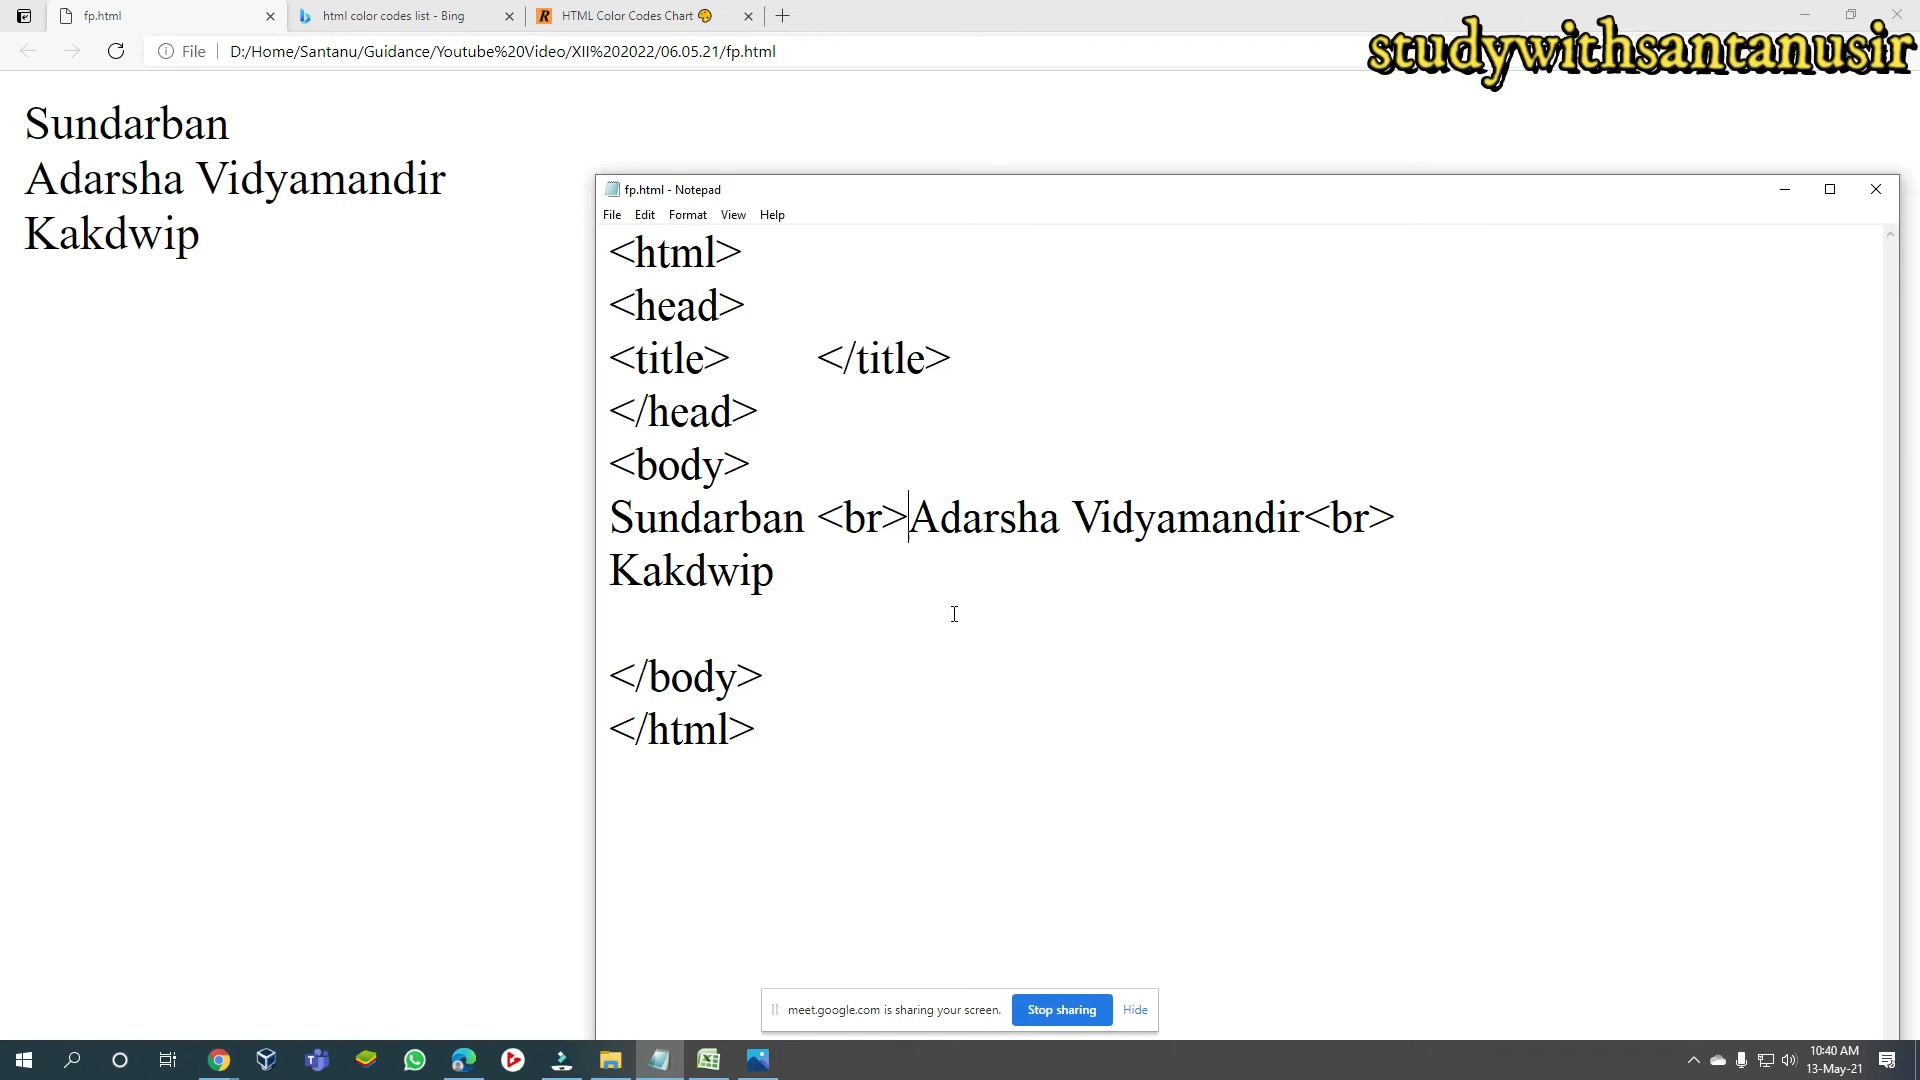 fp.html
html color codes list - Bing
HTML Color Codes Chart
File
D:/Home/Santanu/Guidance/Youtube%20Video/XII%202022/06.05.21/fp.html
studywithsantanusir
Sundarban
Adarsha Vidyamandir
Kakdwip
fp.html - Notepad
File Edit Format View Help
<html>
<head>
<title> </title>
</head>
<body>
Sundarban <br>Adarsha Vidyamandir<br>
Kakdwip
</body>
</html>
meet.google.com is sharing your screen. Stop sharing Hide
10:40 AM
13-May-21